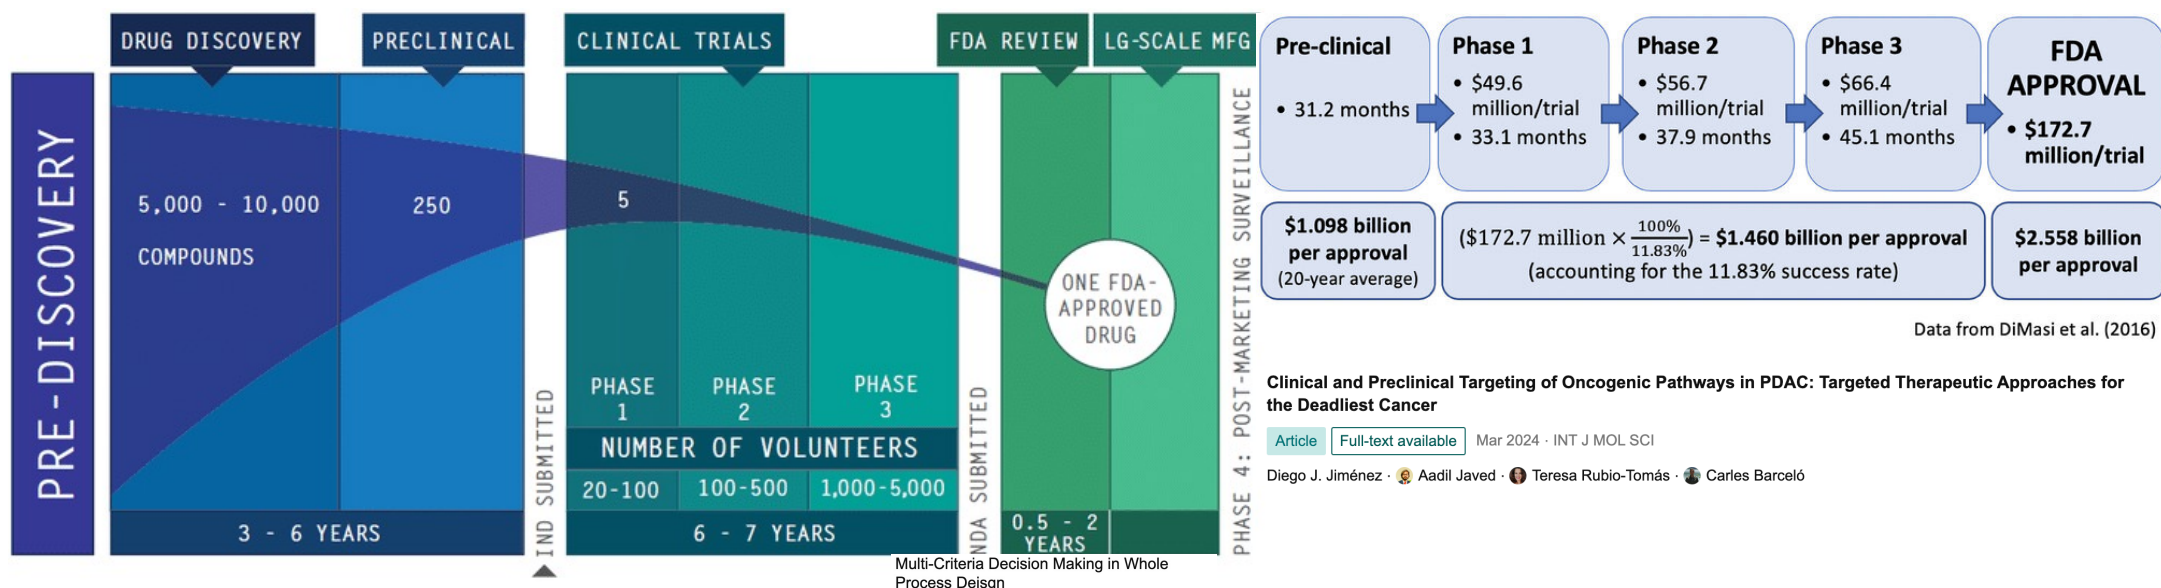 PRE-DISCOVERY
DRUG DISCOVERY
PRECLINICAL
CLINICAL TRIALS
FDA REVIEW
LG-SCALE MFG
5,000 - 10,000
COMPOUNDS
250
5
ONE FDA-
APPROVED
DRUG
IND SUBMITTED
PHASE
1
PHASE
2
PHASE
3
NUMBER OF VOLUNTEERS
20-100
100-500
1,000-5,000
NDA SUBMITTED
PHASE 4: POST-MARKETING SURVEILLANCE
3 - 6 YEARS
6 - 7 YEARS
0.5 - 2
YEARS
Multi-Criteria Decision Making in Whole
Process Deisgn
Pre-clinical
• 31.2 months
Phase 1
• $49.6
million/trial
• 33.1 months
Phase 2
• $56.7
million/trial
• 37.9 months
Phase 3
• $66.4
million/trial
• 45.1 months
FDA
APPROVAL
• $172.7
million/trial
$1.098 billion
per approval
(20-year average)
($172.7 million × 100%/11.83%) = $1.460 billion per approval
(accounting for the 11.83% success rate)
$2.558 billion
per approval
Data from DiMasi et al. (2016)
Clinical and Preclinical Targeting of Oncogenic Pathways in PDAC: Targeted Therapeutic Approaches for
the Deadliest Cancer
Article Full-text available Mar 2024 · INT J MOL SCI
Diego J. Jiménez · Aadil Javed · Teresa Rubio-Tomás · Carles Barceló